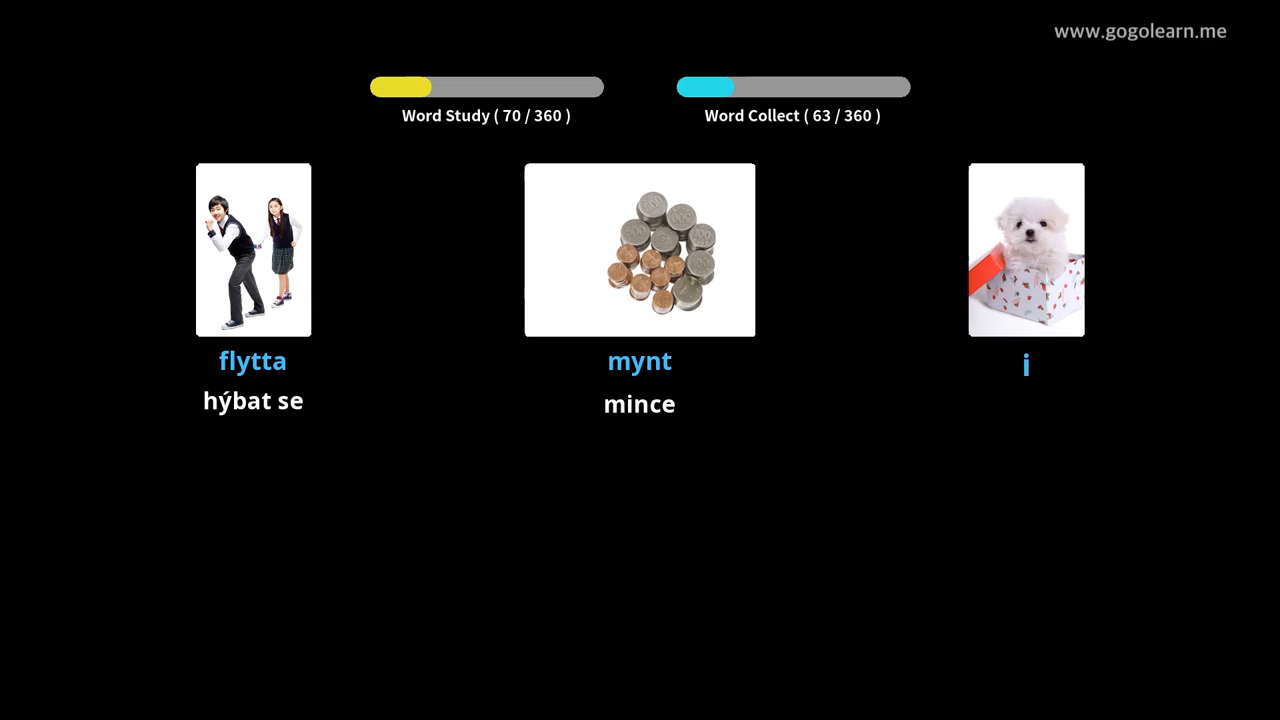 www.gogolearn.me
Word Study ( 70 / 360 )
Word Collect ( 63 / 360 )
flytta
mynt
i
hýbat se
mince